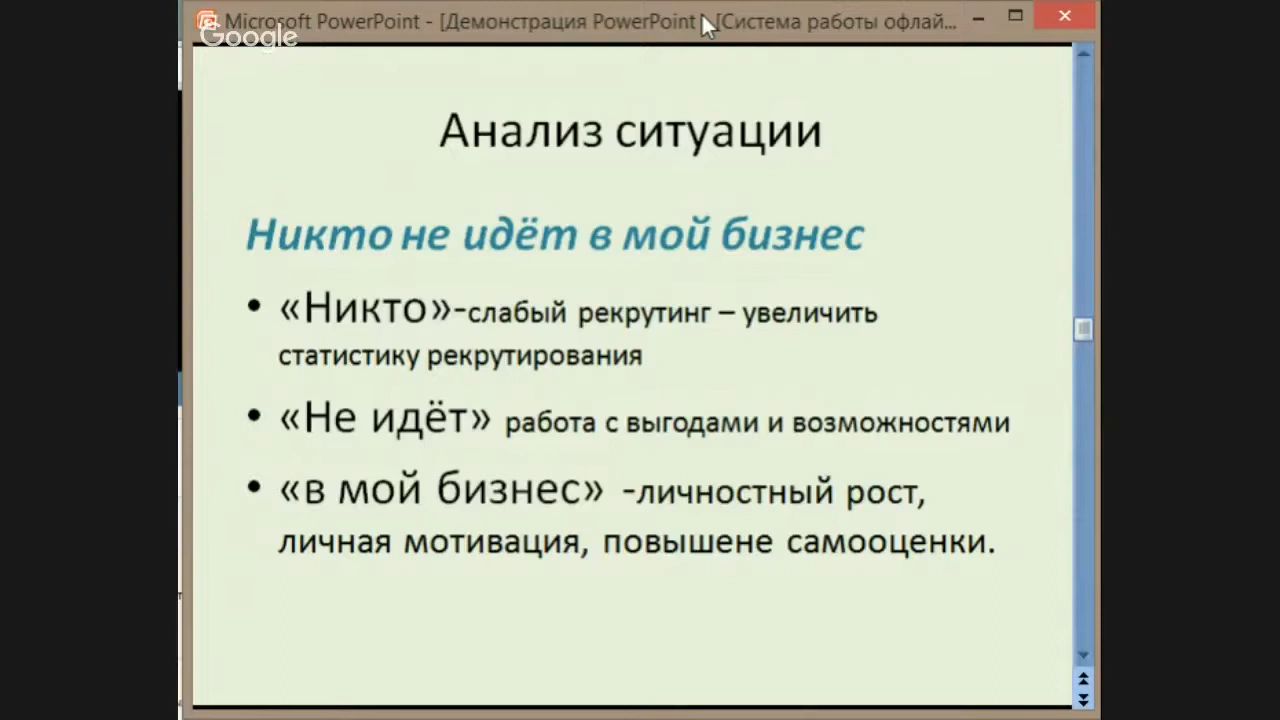 Microsoft PowerPoint - [Демонстрация PowerPoint [Система работы офлай...
Google
Анализ ситуации
Никто не идёт в мой бизнес
• «Никто»-слабый рекрутинг – увеличить
статистику рекрутирования
• «Не идёт» работа с выгодами и возможностями
• «в мой бизнес» -личностный рост,
личная мотивация, повышене самооценки.